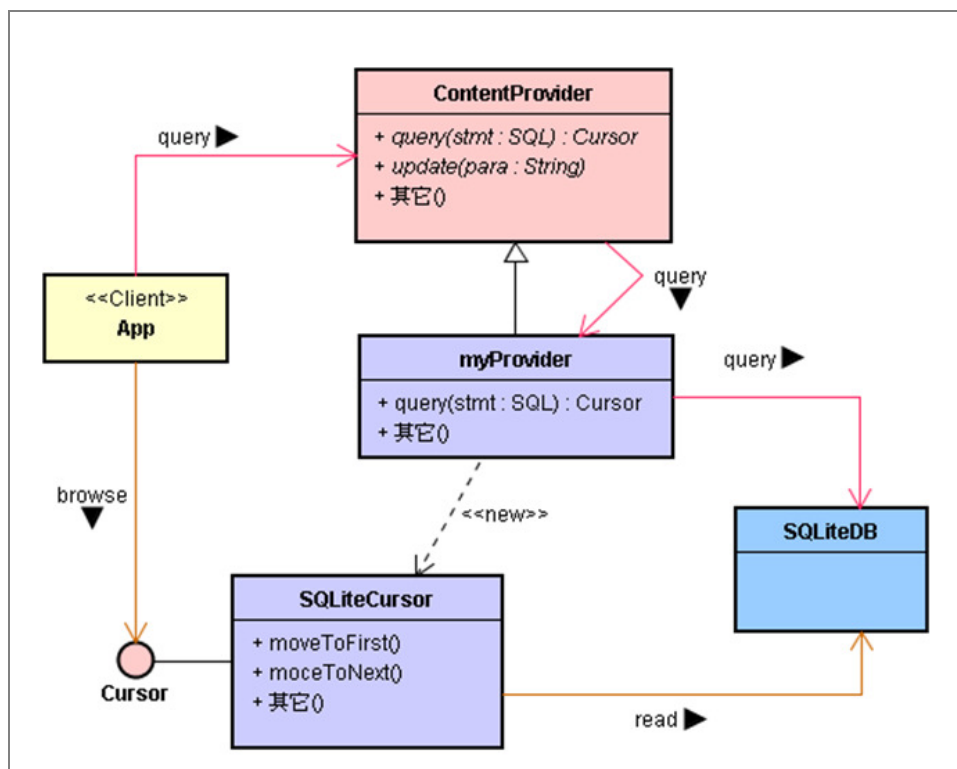 ContentProvider
+ query(stmt : SQL) : Cursor
+ update(para : String)
+ 其它()
query ▶
<<Client>>
App
query
▼
myProvider
+ query(stmt : SQL) : Cursor
+ 其它()
query ▶
browse
▼
<<new>>
SQLiteDB
SQLiteCursor
+ moveToFirst()
+ moceToNext()
+ 其它()
Cursor
read ▶